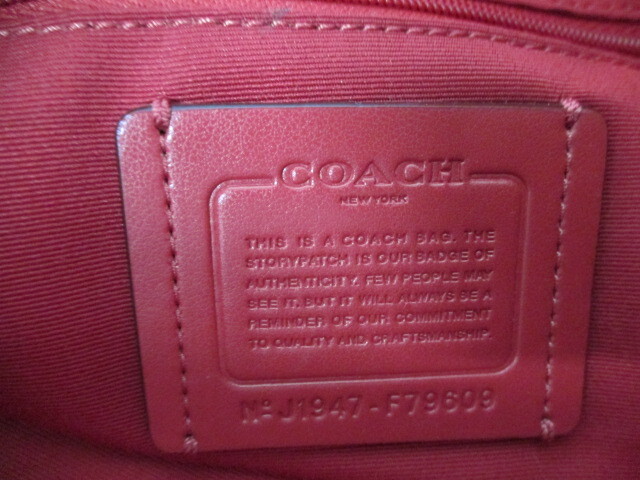 COACH
NEW YORK
THIS IS A COACH BAG. THE
STORYPATCH IS OUR BADGE OF
AUTHENTICITY. FEW PEOPLE MAY
SEE IT. BUT IT WILL ALWAYS BE A
REMINDER OF OUR COMMITMENT
TO QUALITY AND CRAFTSMANSHIP.
Nº J1947-F79609